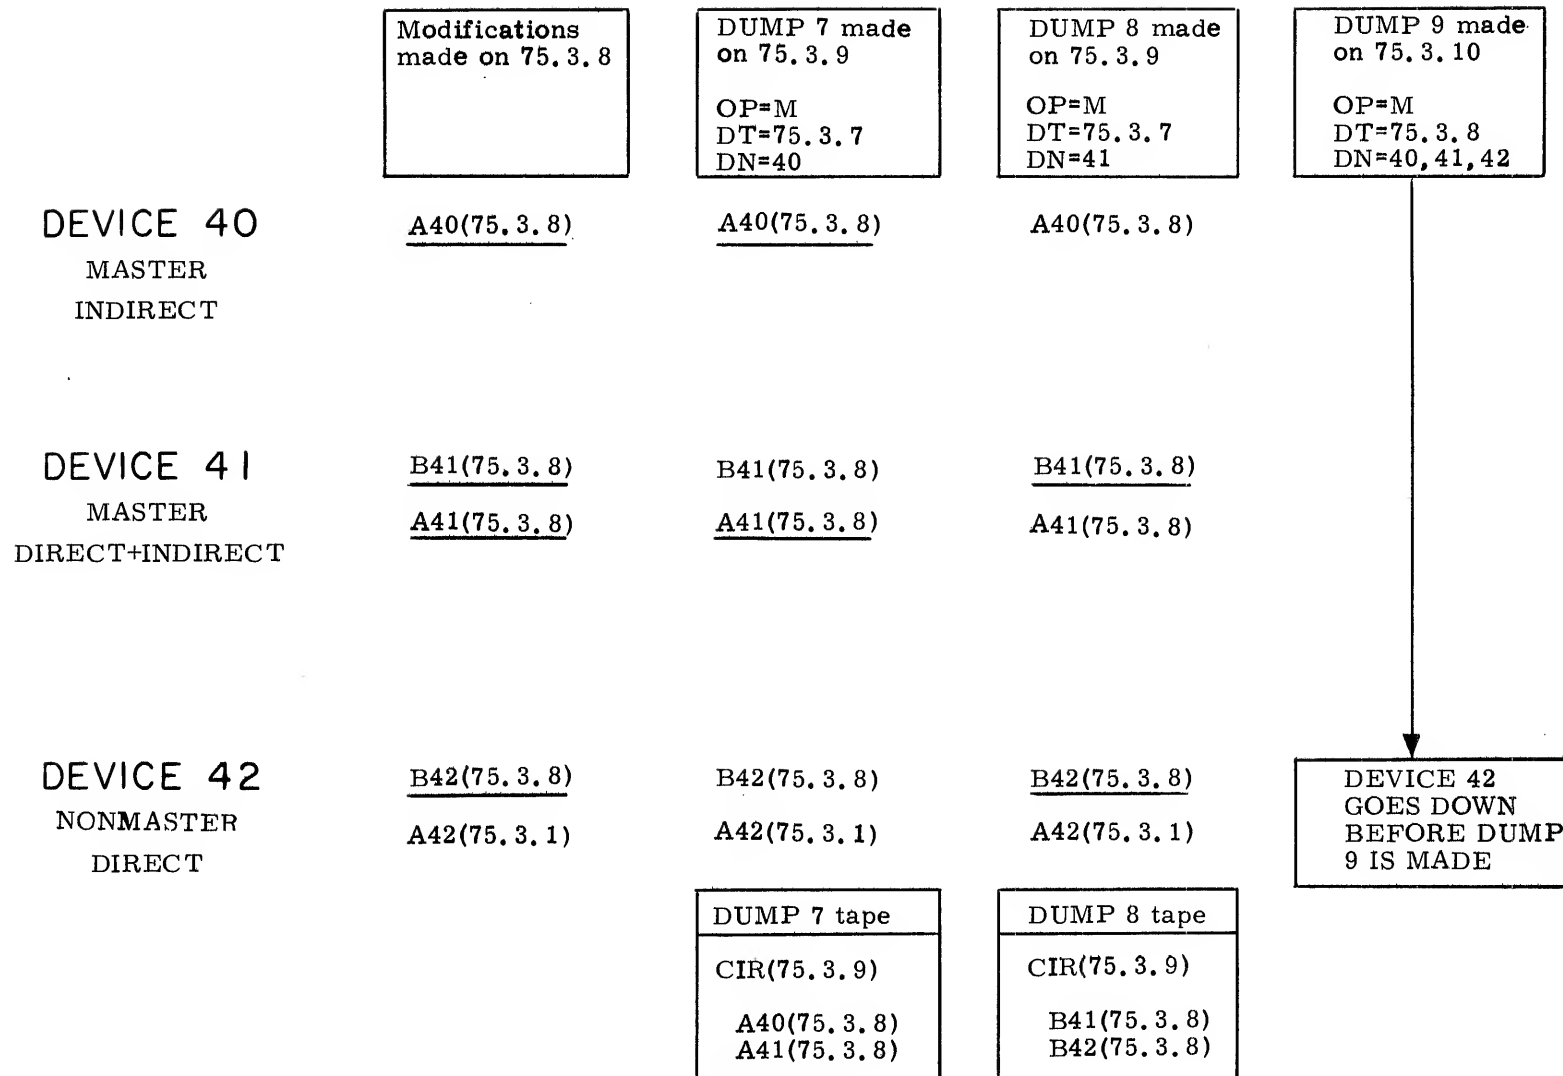 Modifications
made on 75.3.8
DUMP 7 made
on 75.3.9
OP=M
DT=75.3.7
DN=40
DUMP 8 made
on 75.3.9
OP=M
DT=75.3.7
DN=41
DUMP 9 made
on 75.3.10
OP=M
DT=75.3.8
DN=40,41,42
DEVICE 40
MASTER
INDIRECT
A40(75.3.8)
A40(75.3.8)
A40(75.3.8)
DEVICE 41
MASTER
DIRECT+INDIRECT
B41(75.3.8)
B41(75.3.8)
B41(75.3.8)
A41(75.3.8)
A41(75.3.8)
A41(75.3.8)
DEVICE 42
NONMASTER
DIRECT
B42(75.3.8)
B42(75.3.8)
B42(75.3.8)
A42(75.3.1)
A42(75.3.1)
A42(75.3.1)
DEVICE 42
GOES DOWN
BEFORE DUMP
9 IS MADE
DUMP 7 tape
CIR(75.3.9)
A40(75.3.8)
A41(75.3.8)
DUMP 8 tape
CIR(75.3.9)
B41(75.3.8)
B42(75.3.8)